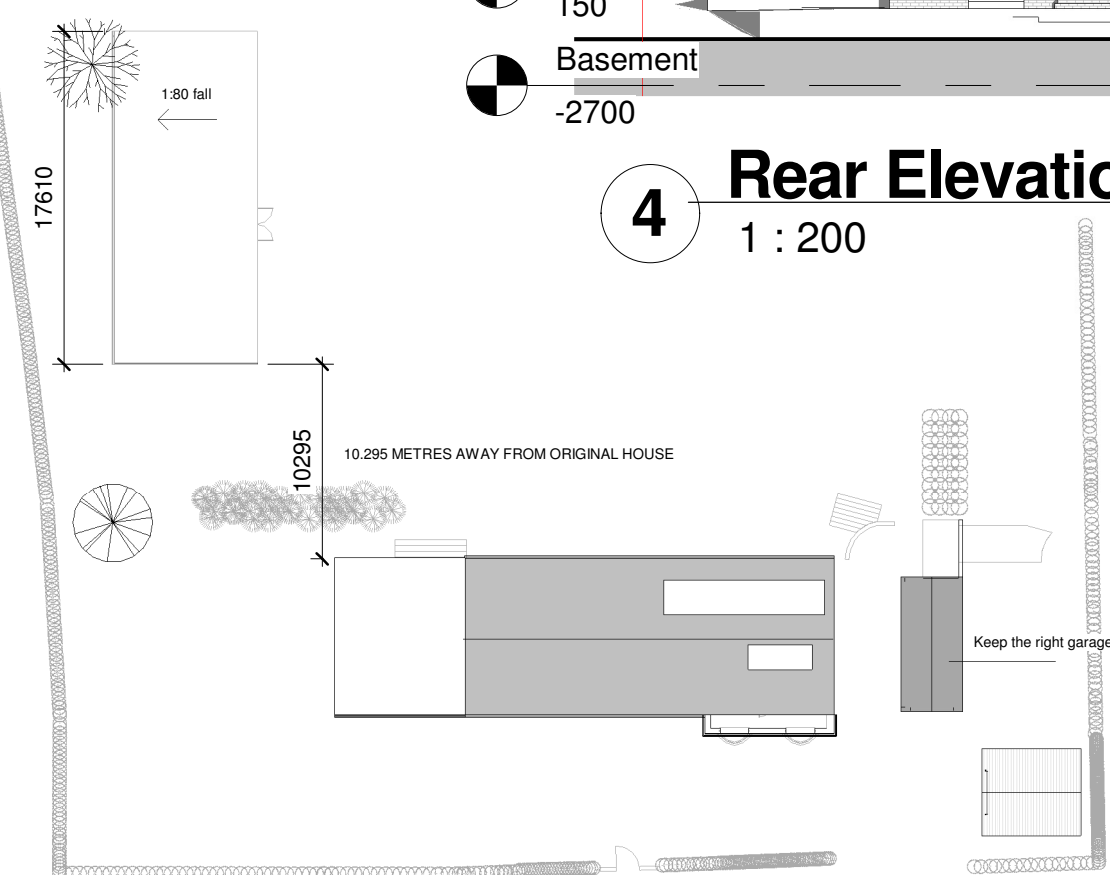 150
Basement
-2700
4
Rear Elevatio
1 : 200
1:80 fall
17610
10295
10.295 METRES AWAY FROM ORIGINAL HOUSE
Keep the right garage